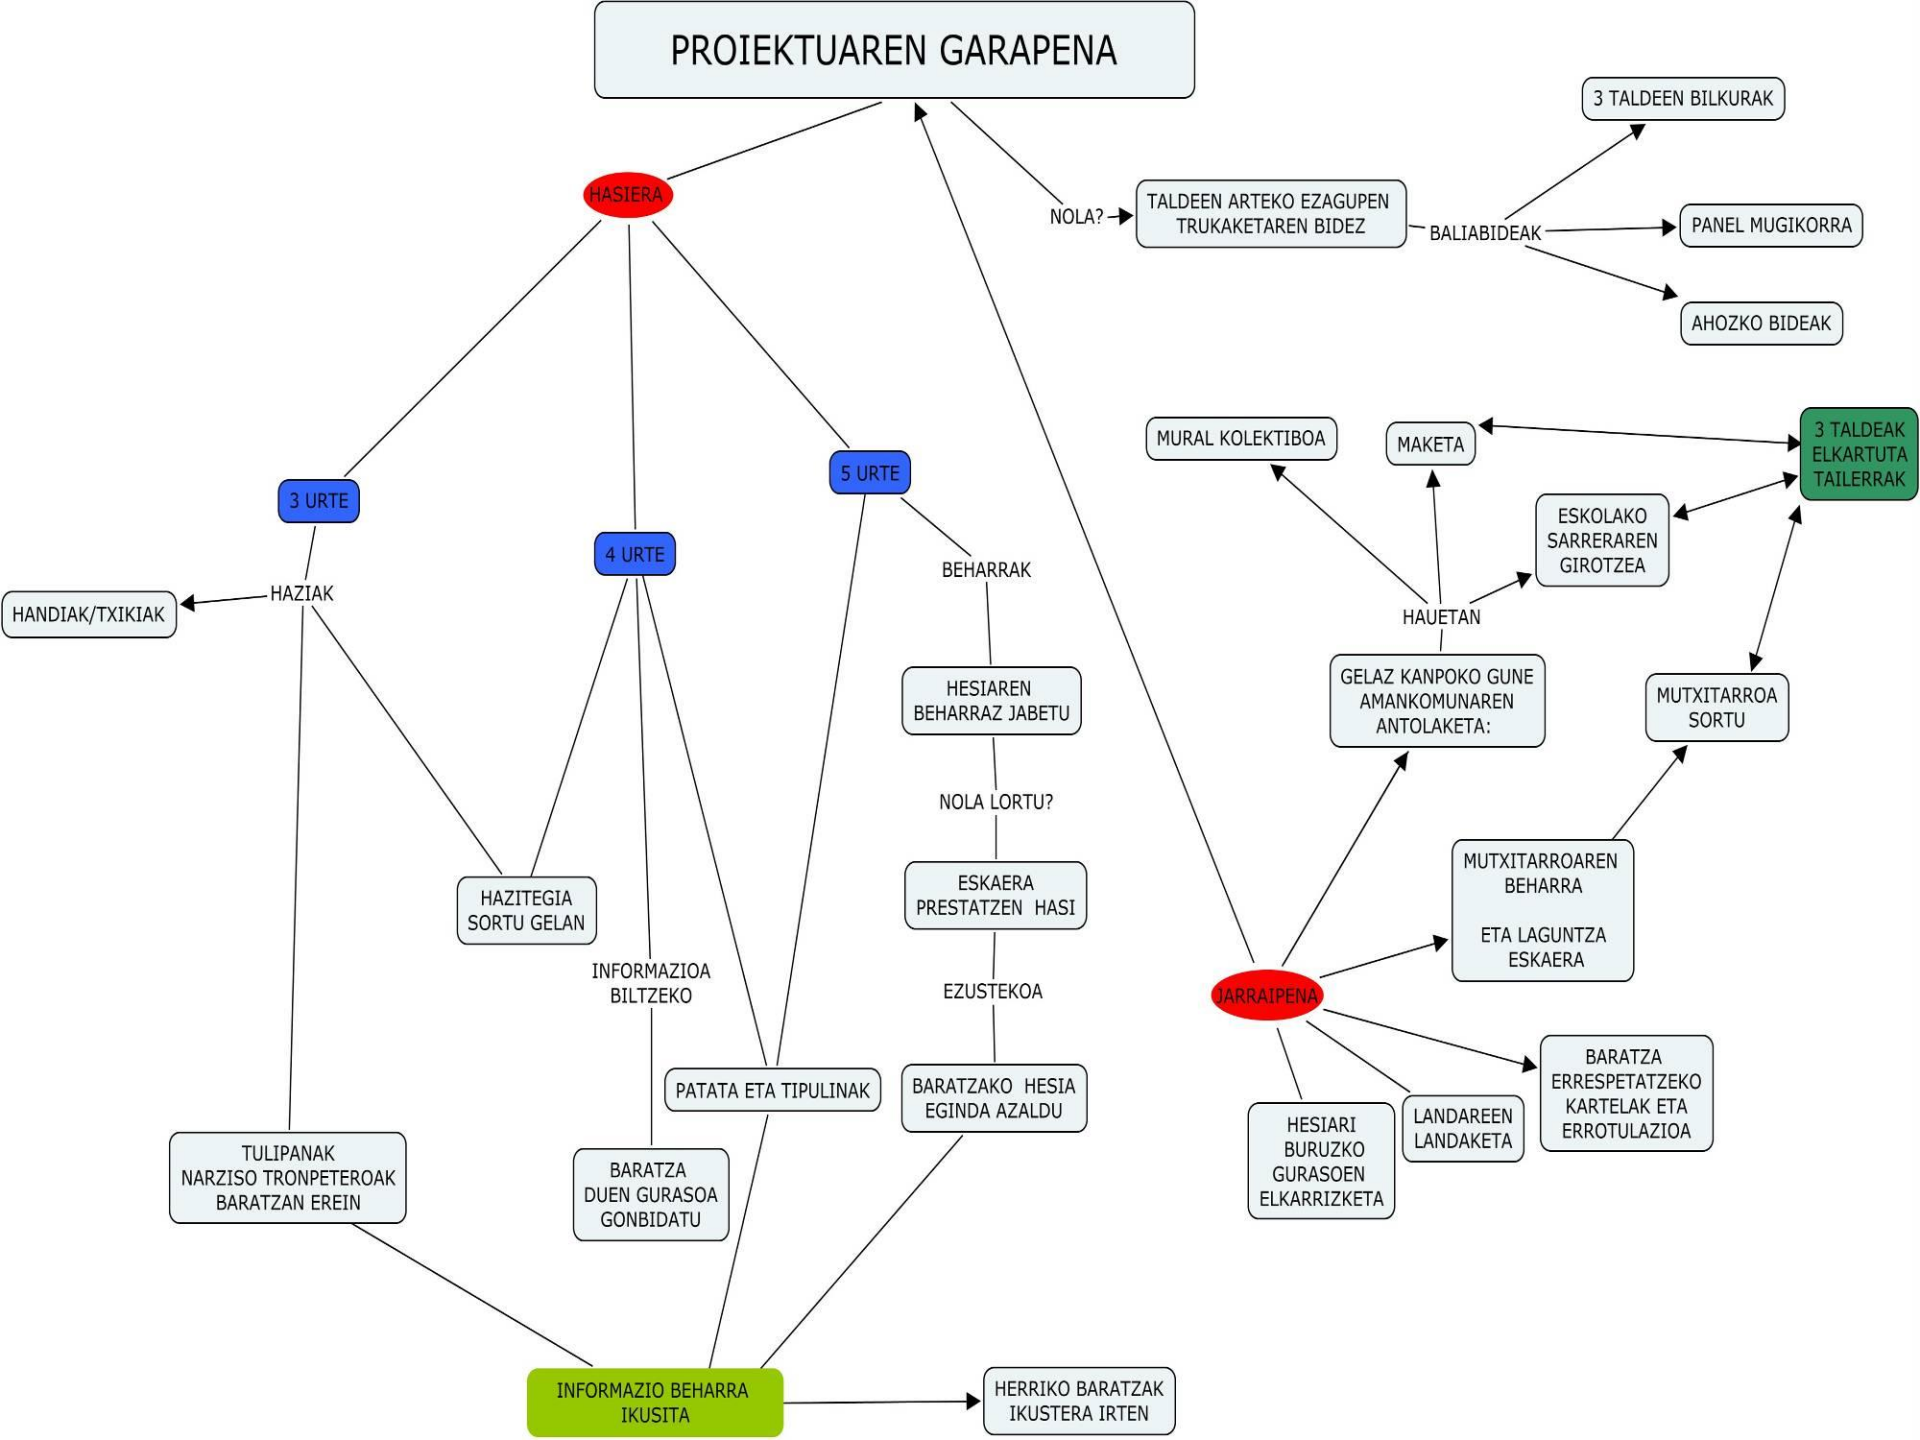 PROIEKTUAREN GARAPENA
3 TALDEEN BILKURAK
HASIERA
NOLA?
TALDEEN ARTEKO EZAGUPEN
TRUKAKETAREN BIDEZ
BALIABIDEAK
PANEL MUGIKORRA
AHOZKO BIDEAK
MURAL KOLEKTIBOA
MAKETA
3 TALDEAK
ELKARTUTA
TAILERRAK
ESKOLAKO
SARRERAREN
GIROTZEA
HAUETAN
GELAZ KANPOKO GUNE
AMANKOMUNAREN
ANTOLAKETA:
MUTXITARROA
SORTU
3 URTE
4 URTE
5 URTE
HAZIAK
HANDIAK/TXIKIAK
BEHARRAK
HESIAREN
BEHARRAZ JABETU
NOLA LORTU?
ESKAERA
PRESTATZEN  HASI
EZUSTEKOA
BARATZAKO  HESIA
EGINDA AZALDU
HAZITEGIA
SORTU GELAN
INFORMAZIOA
BILTZEKO
PATATA ETA TIPULINAK
TULIPANAK
NARZISO TRONPETEROAK
BARATZAN EREIN
BARATZA
DUEN GURASOA
GONBIDATU
MUTXITARROAREN
BEHARRA
ETA LAGUNTZA
ESKAERA
JARRAIPENA
HESIARI
BURUZKO
GURASOEN
ELKARRIZKETA
LANDAREEN
LANDAKETA
BARATZA
ERRESPETATZEKO
KARTELAK ETA
ERROTULAZIOA
INFORMAZIO BEHARRA
IKUSITA
HERRIKO BARATZAK
IKUSTERA IRTEN